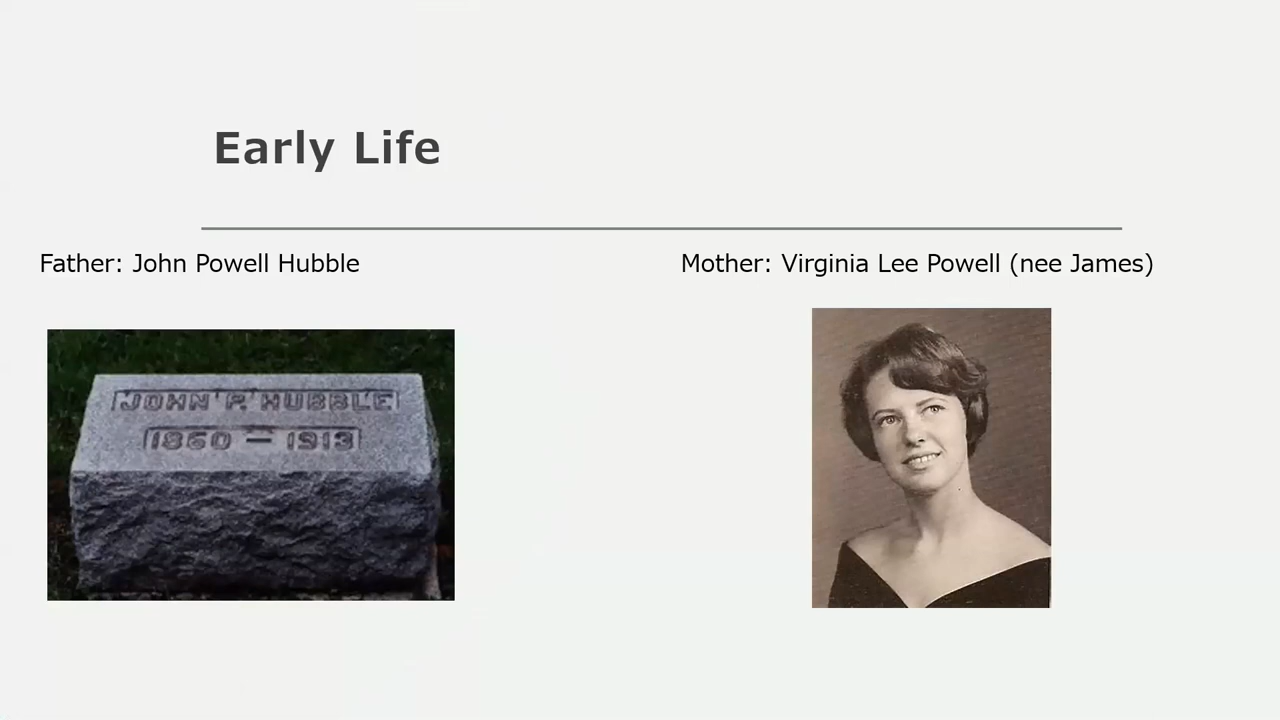 Early Life
Father: John Powell Hubble
Mother: Virginia Lee Powell (nee James)
JOHN P. HUBBLE
1860 — 1913